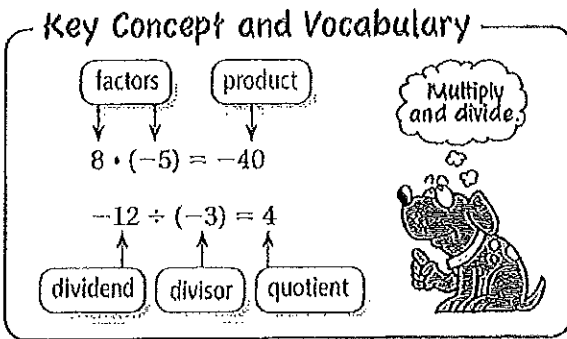 Key Concept and Vocabulary
factors product
8 • (−5) = −40
−12 ÷ (−3) = 4
dividend divisor quotient
Multiply
and divide.